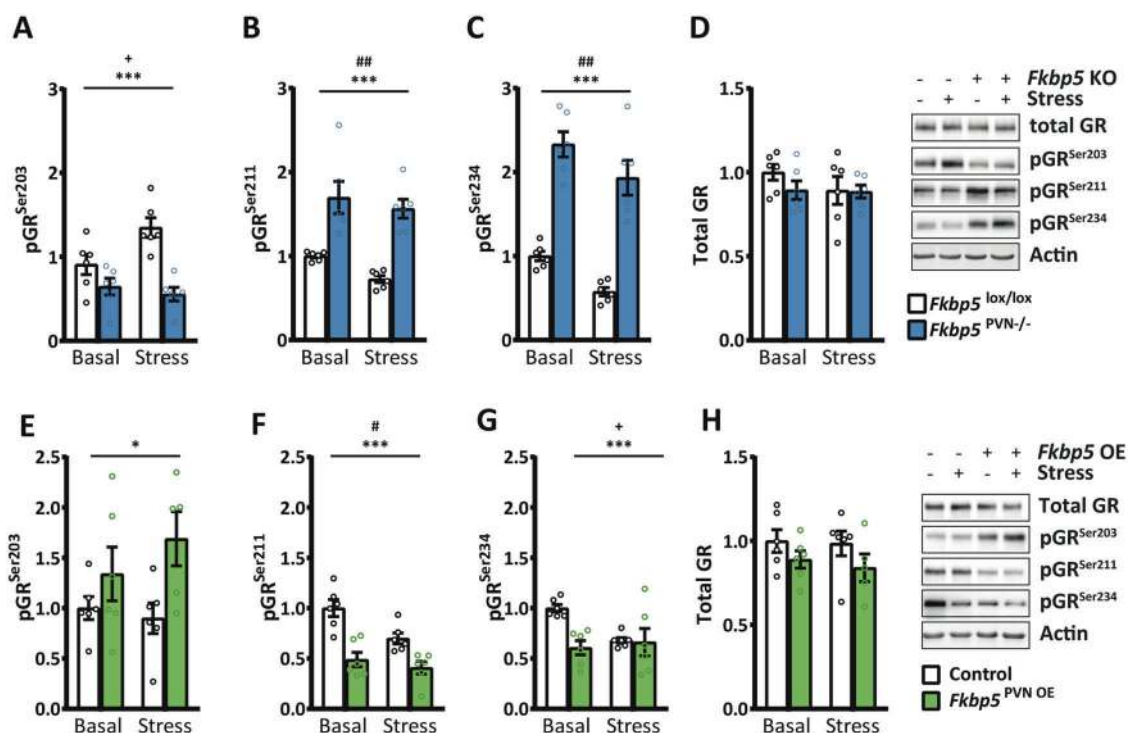 A
B
C
D
+
***
##
***
##
***
pGR^Ser203
3
2
1
0
Basal Stress
pGR^Ser211
3
2
1
0
Basal Stress
pGR^Ser234
3
2
1
0
Basal Stress
Total GR
1.5
1.0
0.5
0.0
Basal Stress
- - + + Fkbp5 KO
- + - + Stress
total GR
pGR^Ser203
pGR^Ser211
pGR^Ser234
Actin
Fkbp5 lox/lox
Fkbp5 PVN-/-
E
F
G
H
*
#
***
+
***
pGR^Ser203
2.5
2.0
1.5
1.0
0.5
0.0
Basal Stress
pGR^Ser211
2.5
2.0
1.5
1.0
0.5
0.0
Basal Stress
pGR^Ser234
2.5
2.0
1.5
1.0
0.5
0.0
Basal Stress
Total GR
1.5
1.0
0.5
0.0
Basal Stress
- - + + Fkbp5 OE
- + - + Stress
Total GR
pGR^Ser203
pGR^Ser211
pGR^Ser234
Actin
Control
Fkbp5 PVN OE